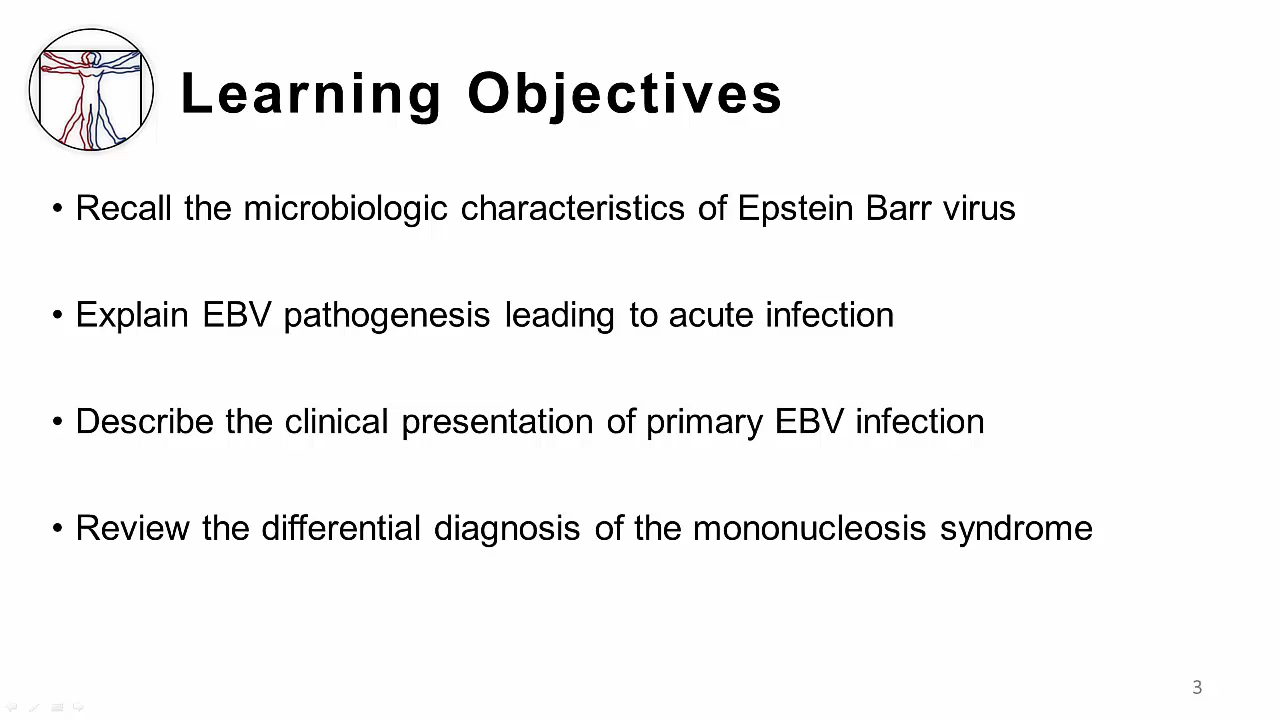 Learning Objectives
• Recall the microbiologic characteristics of Epstein Barr virus
• Explain EBV pathogenesis leading to acute infection
• Describe the clinical presentation of primary EBV infection
• Review the differential diagnosis of the mononucleosis syndrome
3